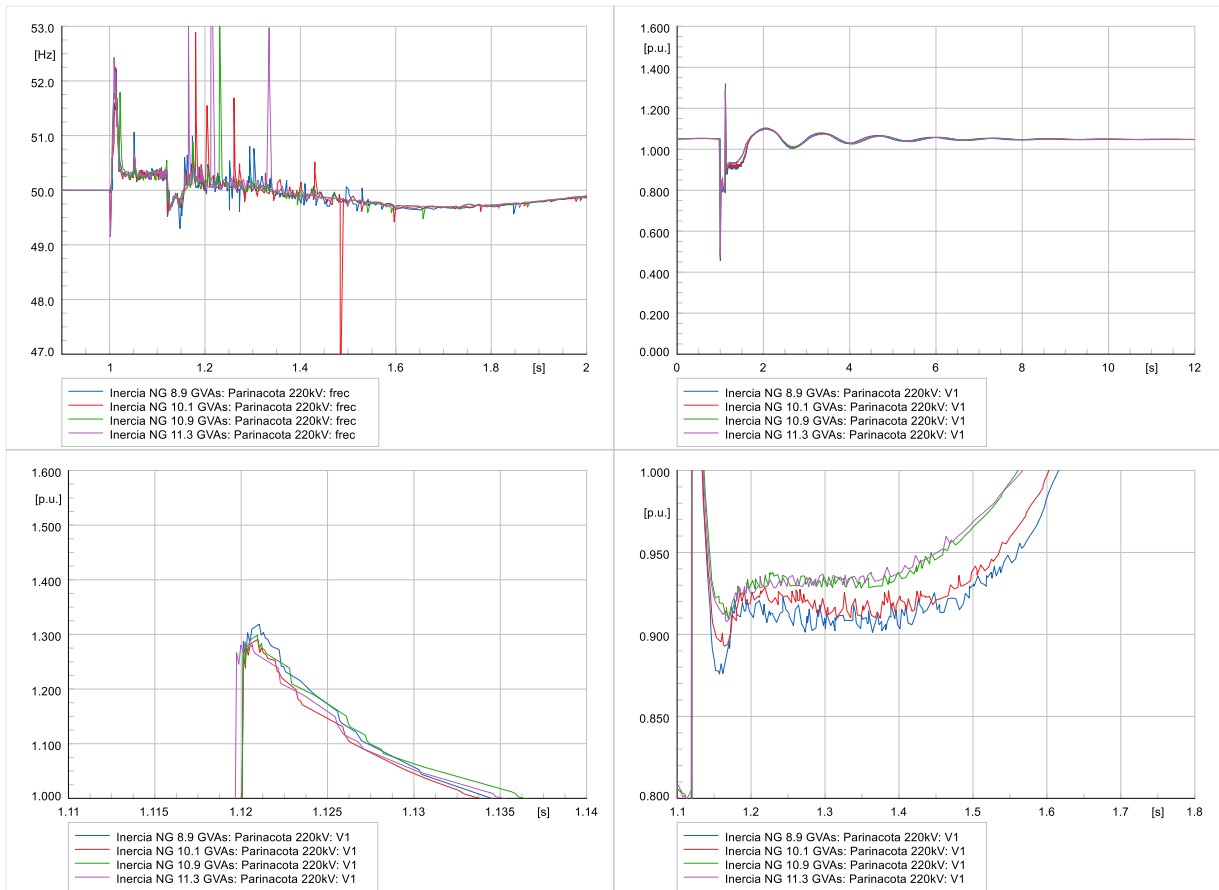 53.0
[Hz]
52.0
51.0
50.0
49.0
48.0
47.0
1 1.2 1.4 1.6 1.8 [s] 2
Inercia NG 8.9 GVAs: Parinacota 220kV: frec
Inercia NG 10.1 GVAs: Parinacota 220kV: frec
Inercia NG 10.9 GVAs: Parinacota 220kV: frec
Inercia NG 11.3 GVAs: Parinacota 220kV: frec
1.600
[p.u.]
1.400
1.200
1.000
0.800
0.600
0.400
0.200
0.000
0 2 4 6 8 10 [s] 12
Inercia NG 8.9 GVAs: Parinacota 220kV: V1
Inercia NG 10.1 GVAs: Parinacota 220kV: V1
Inercia NG 10.9 GVAs: Parinacota 220kV: V1
Inercia NG 11.3 GVAs: Parinacota 220kV: V1
1.600
[p.u.]
1.500
1.400
1.300
1.200
1.100
1.000
1.11 1.115 1.12 1.125 1.13 1.135 [s] 1.14
Inercia NG 8.9 GVAs: Parinacota 220kV: V1
Inercia NG 10.1 GVAs: Parinacota 220kV: V1
Inercia NG 10.9 GVAs: Parinacota 220kV: V1
Inercia NG 11.3 GVAs: Parinacota 220kV: V1
1.000
[p.u.]
0.950
0.900
0.850
0.800
1.1 1.2 1.3 1.4 1.5 1.6 1.7 [s] 1.8
Inercia NG 8.9 GVAs: Parinacota 220kV: V1
Inercia NG 10.1 GVAs: Parinacota 220kV: V1
Inercia NG 10.9 GVAs: Parinacota 220kV: V1
Inercia NG 11.3 GVAs: Parinacota 220kV: V1